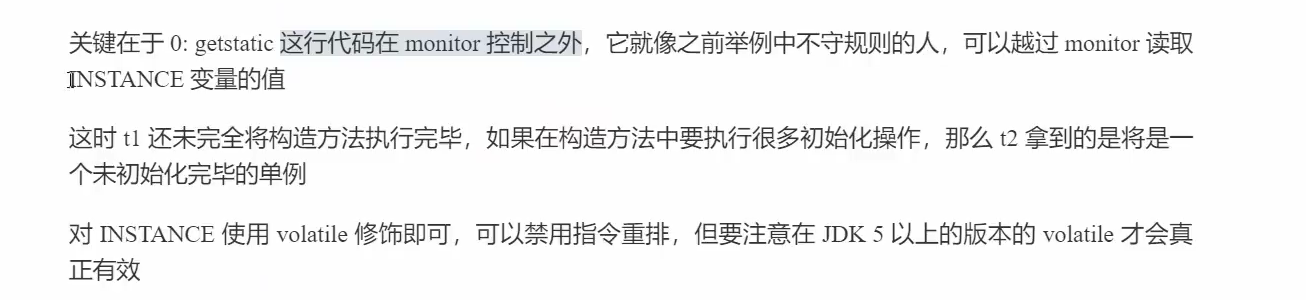 关键在于 0: getstatic 这行代码在 monitor 控制之外，它就像之前举例中不守规则的人，可以越过 monitor 读取
INSTANCE 变量的值
这时 t1 还未完全将构造方法执行完毕，如果在构造方法中要执行很多初始化操作，那么 t2 拿到的是将是一
个未初始化完毕的单例
对 INSTANCE 使用 volatile 修饰即可，可以禁用指令重排，但要注意在 JDK 5 以上的版本的 volatile 才会真
正有效